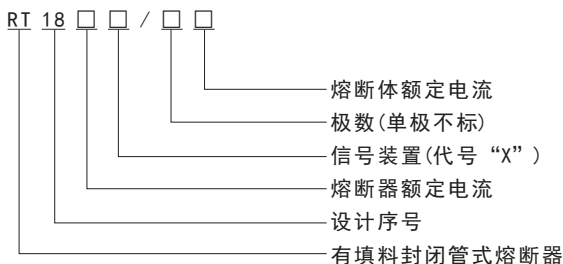 RT 18 □ □ / □ □
熔断体额定电流
极数(单极不标)
信号装置(代号“X”)
熔断器额定电流
设计序号
有填料封闭管式熔断器